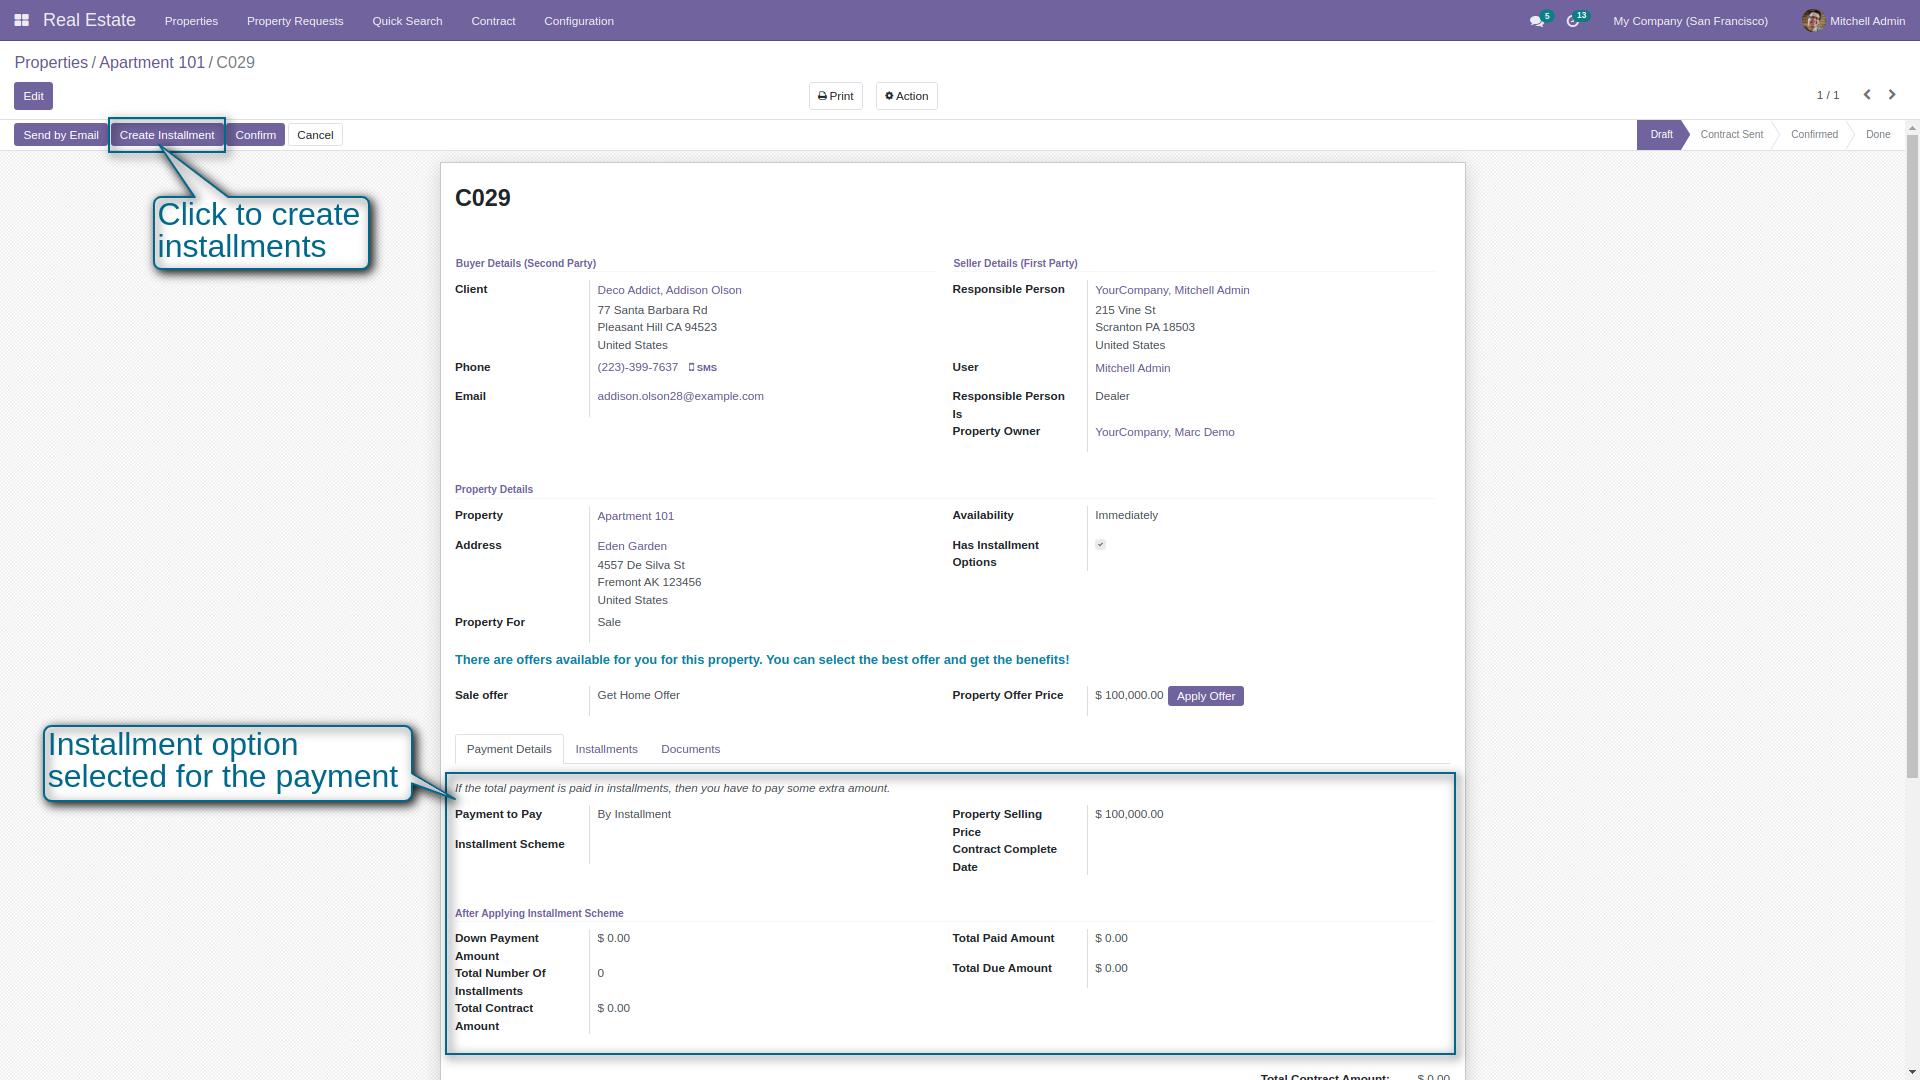 Real Estate Properties Property Requests Quick Search Contract Configuration 5 13 My Company (San Francisco) Mitchell Admin
Properties / Apartment 101 / C029
Edit Print Action 1 / 1
Send by Email Create Installment Confirm Cancel Draft Contract Sent Confirmed Done
Click to create
installments
C029
Buyer Details (Second Party) Seller Details (First Party)
Client Deco Addict, Addison Olson Responsible Person YourCompany, Mitchell Admin
77 Santa Barbara Rd 215 Vine St
Pleasant Hill CA 94523 Scranton PA 18503
United States United States
Phone (223)-399-7637 SMS User Mitchell Admin
Email addison.olson28@example.com Responsible Person Dealer
Is
Property Owner YourCompany, Marc Demo
Property Details
Property Apartment 101 Availability Immediately
Address Eden Garden Has Installment
4557 De Silva St Options
Fremont AK 123456
United States
Property For Sale
There are offers available for you for this property. You can select the best offer and get the benefits!
Sale offer Get Home Offer Property Offer Price $ 100,000.00 Apply Offer
Installment option
selected for the payment
Payment Details Installments Documents
If the total payment is paid in installments, then you have to pay some extra amount.
Payment to Pay By Installment Property Selling $ 100,000.00
Price
Installment Scheme Contract Complete
Date
After Applying Installment Scheme
Down Payment $ 0.00 Total Paid Amount $ 0.00
Amount
Total Number Of 0 Total Due Amount $ 0.00
Installments
Total Contract $ 0.00
Amount
Total Contract Amount: $ 0.00